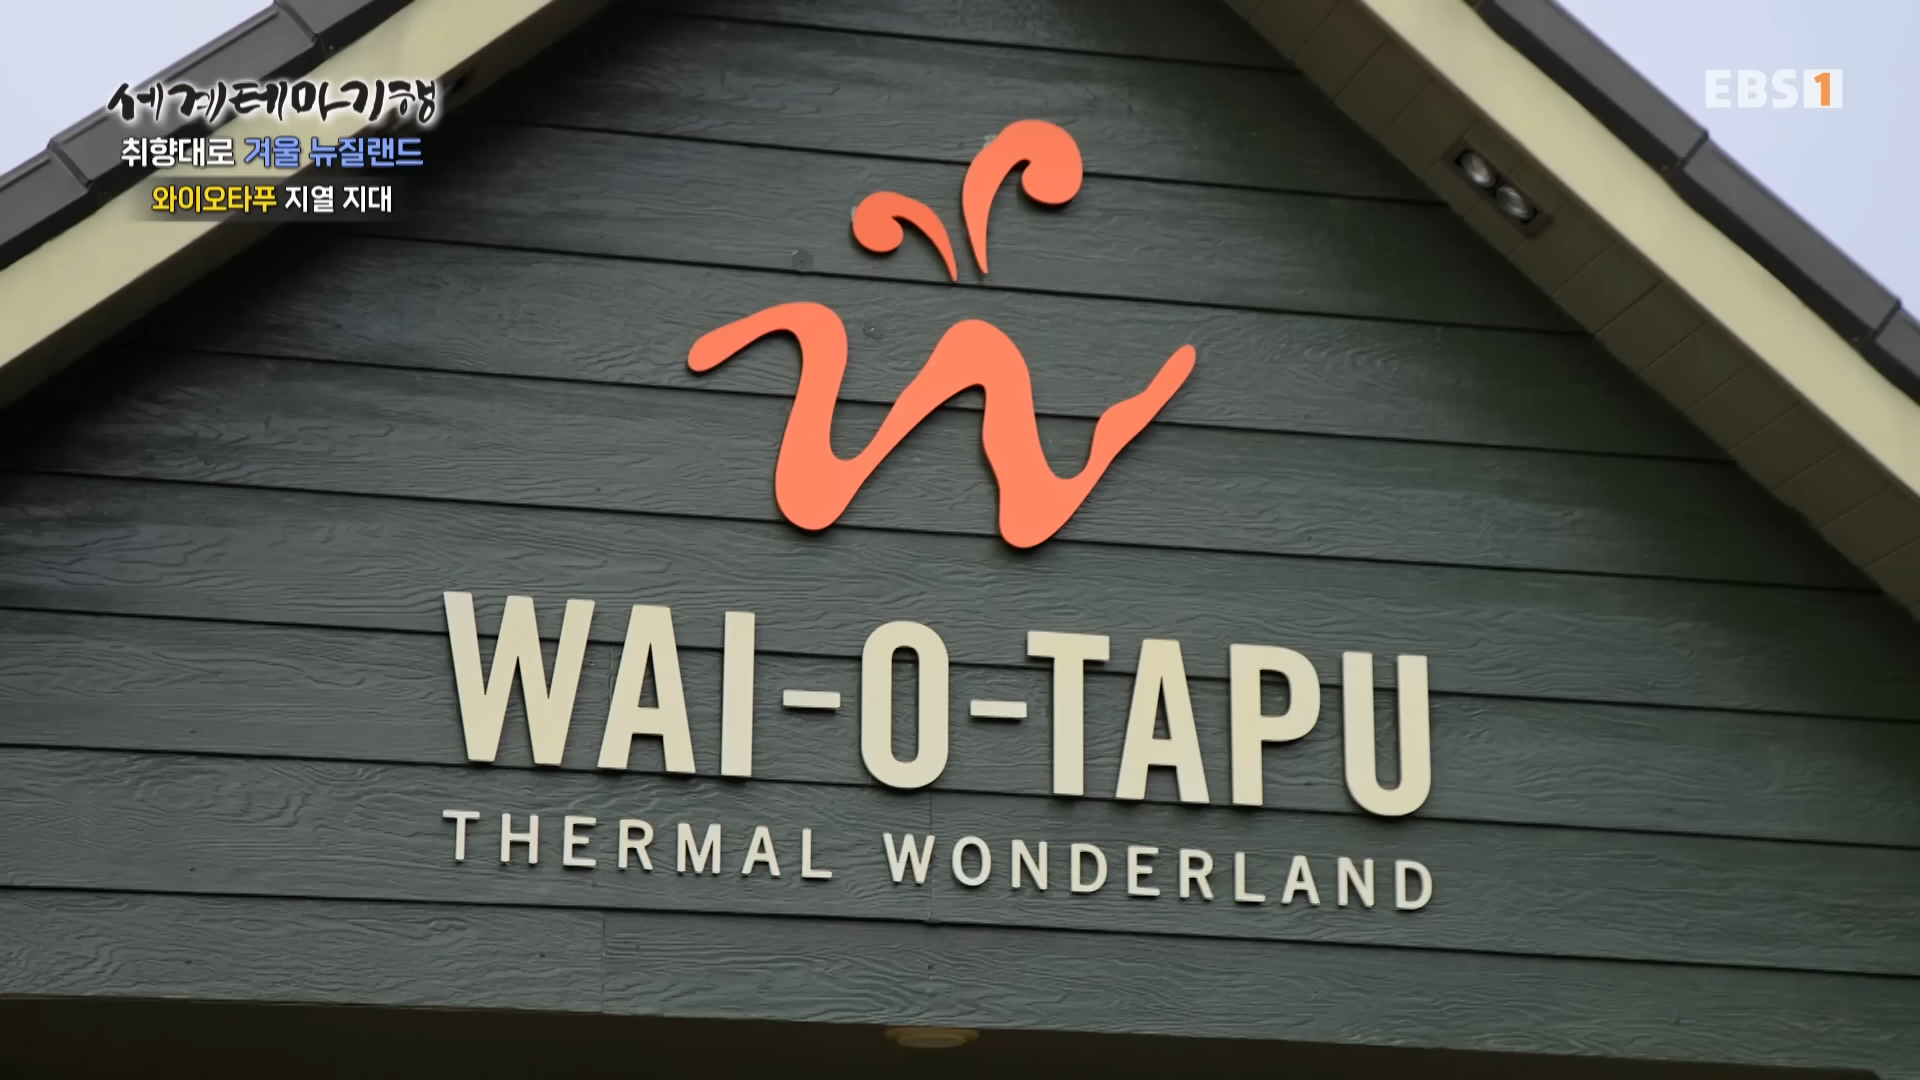 세계테마기행
취향대로 겨울 뉴질랜드
와이오타푸 지열 지대
EBS1
WAI-O-TAPU
THERMAL WONDERLAND